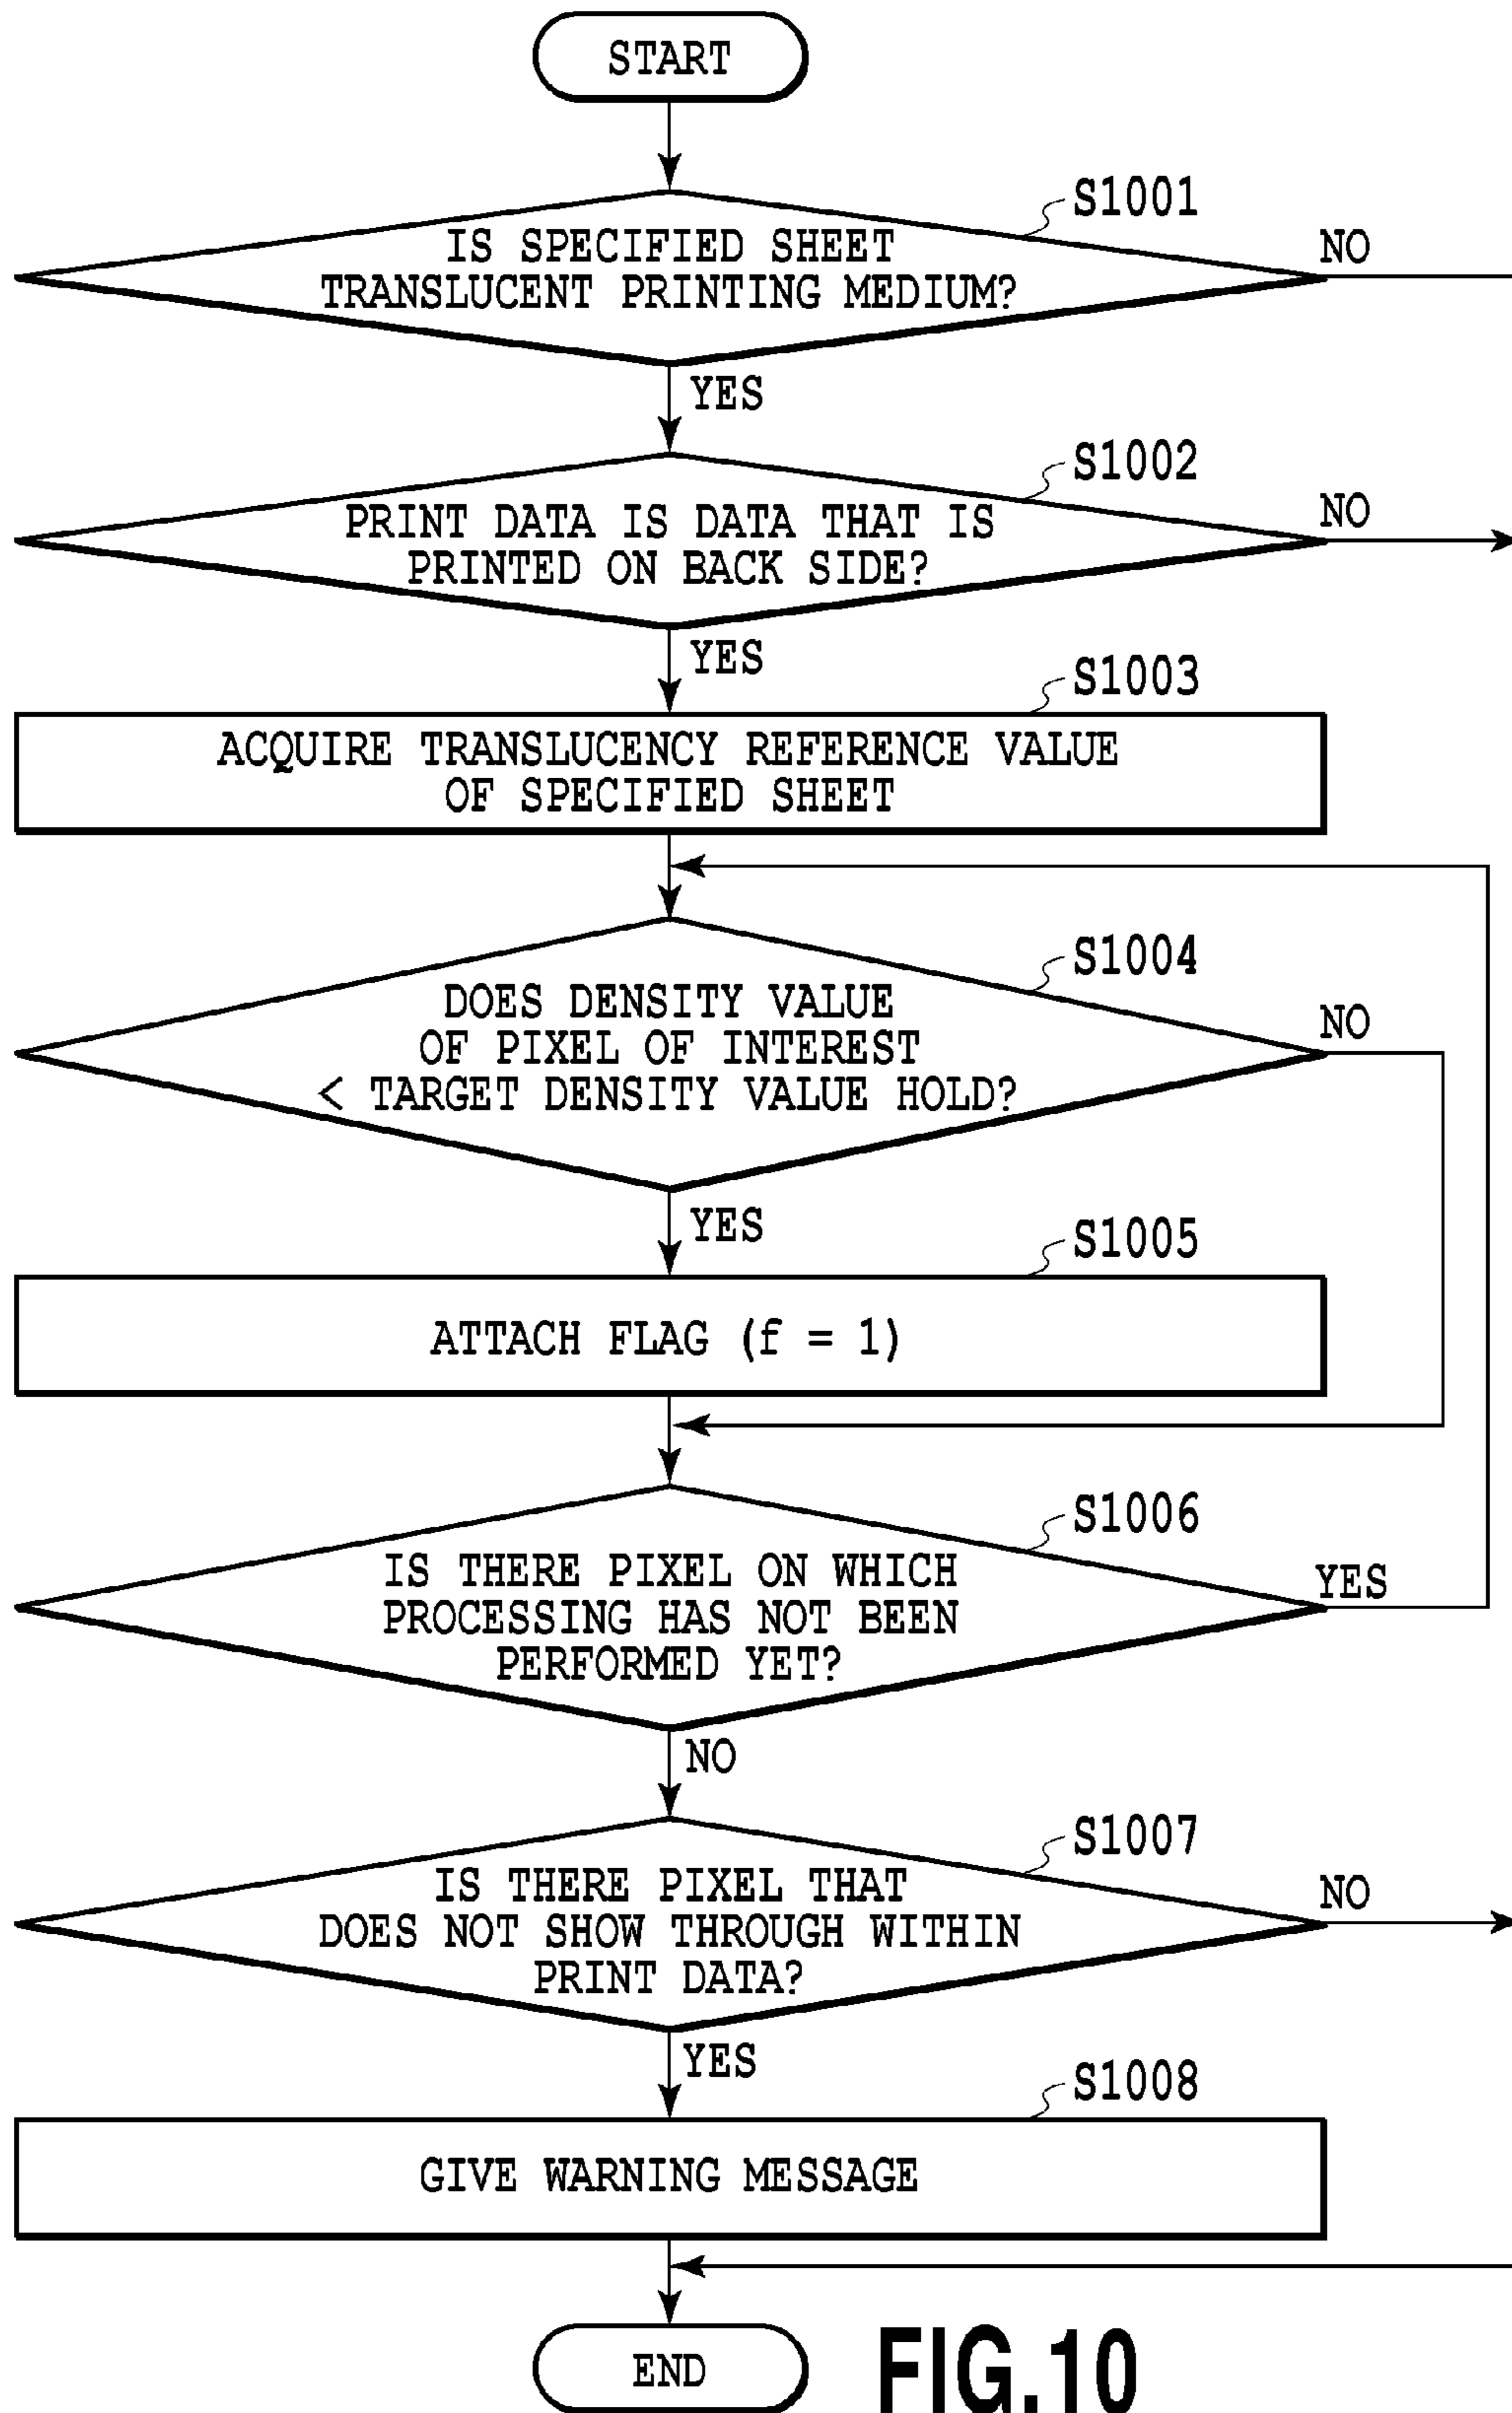 START
S1001
IS SPECIFIED SHEET
NO
TRANSLUCENT PRINTING MEDIUM?
YES
S1002
PRINT DATA IS DATA THAT IS
NO
PRINTED ON BACK SIDE?
YES
S1003
ACQUIRE TRANSLUCENCY REFERENCE VALUE
OF SPECIFIED SHEET
S1004
DOES DENSITY VALUE
NO
OF PIXEL OF INTEREST
< TARGET DENSITY VALUE HOLD?
YES
S1005
ATTACH FLAG (f = 1)
S1006
IS THERE PIXEL ON WHICH
YES
PROCESSING HAS NOT BEEN
PERFORMED YET?
NO
S1007
IS THERE PIXEL THAT
NO
DOES NOT SHOW THROUGH WITHIN
PRINT DATA?
YES
S1008
GIVE WARNING MESSAGE
END
FIG.10